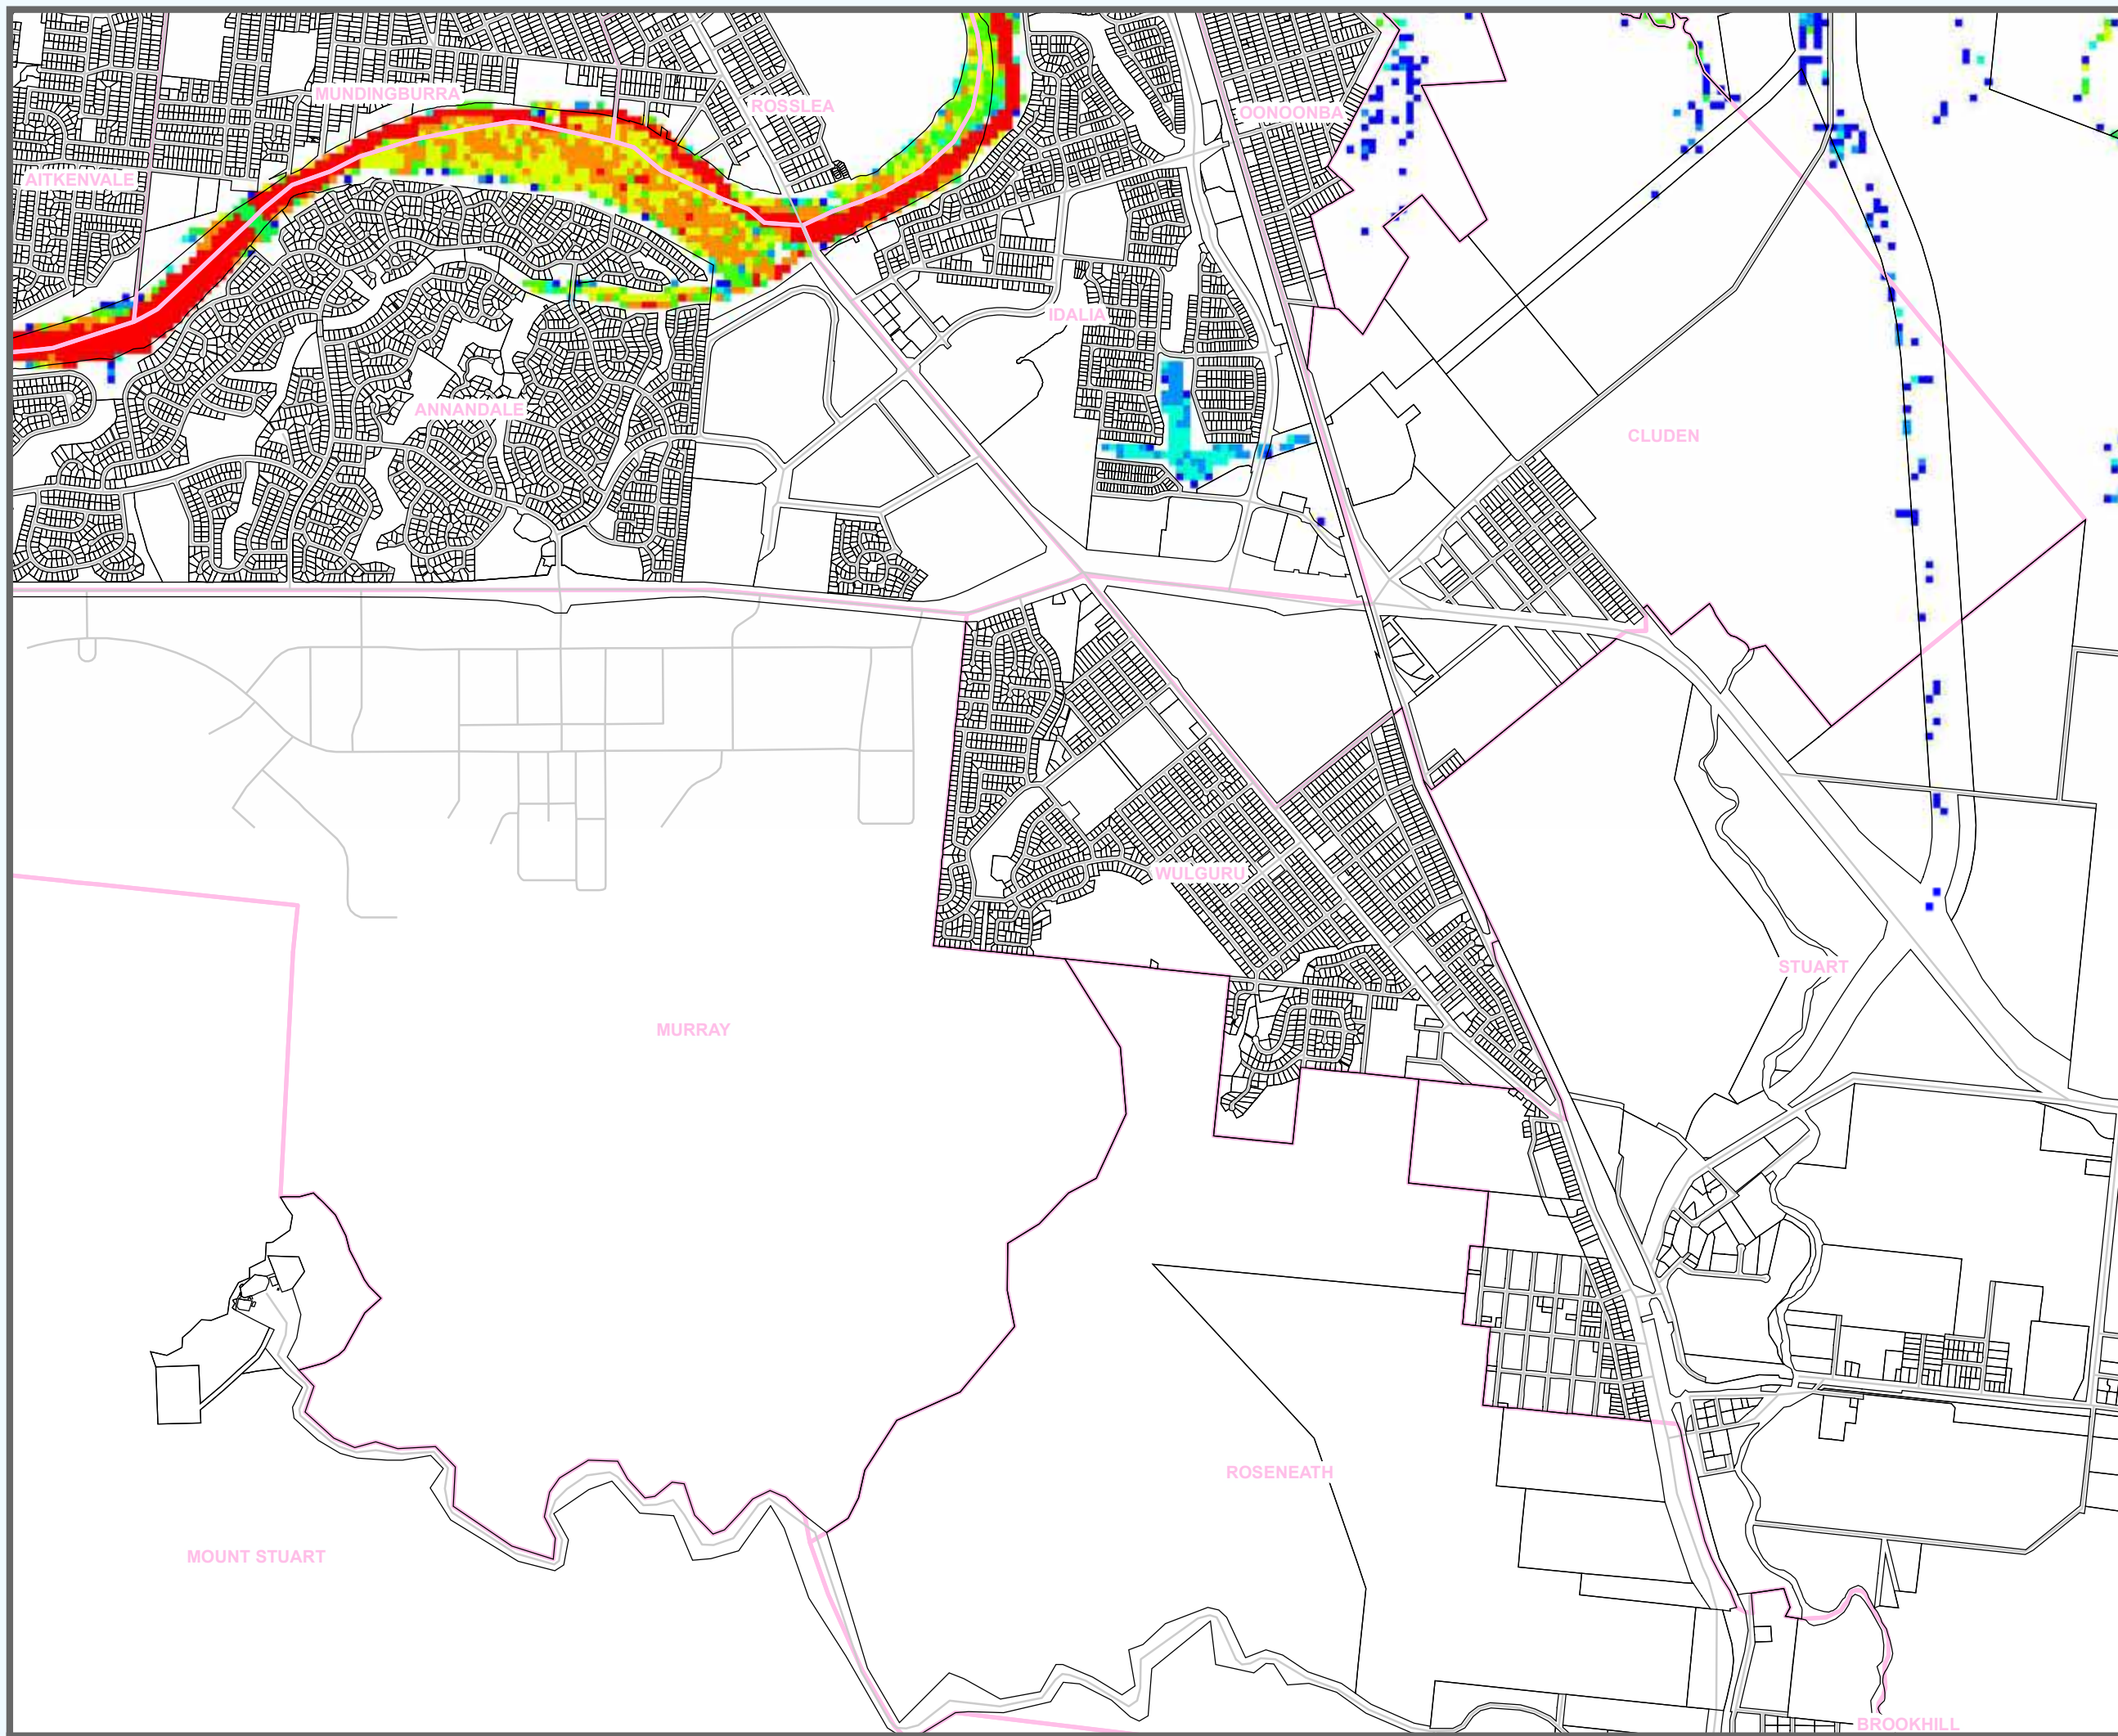 MUNDINGBURRA
ROSSLEA
OONOONBA
AITKENVALE
IDALIA
ANNANDALE
CLUDEN
WULGURU
STUART
MURRAY
ROSENEATH
MOUNT STUART
BROOKHILL